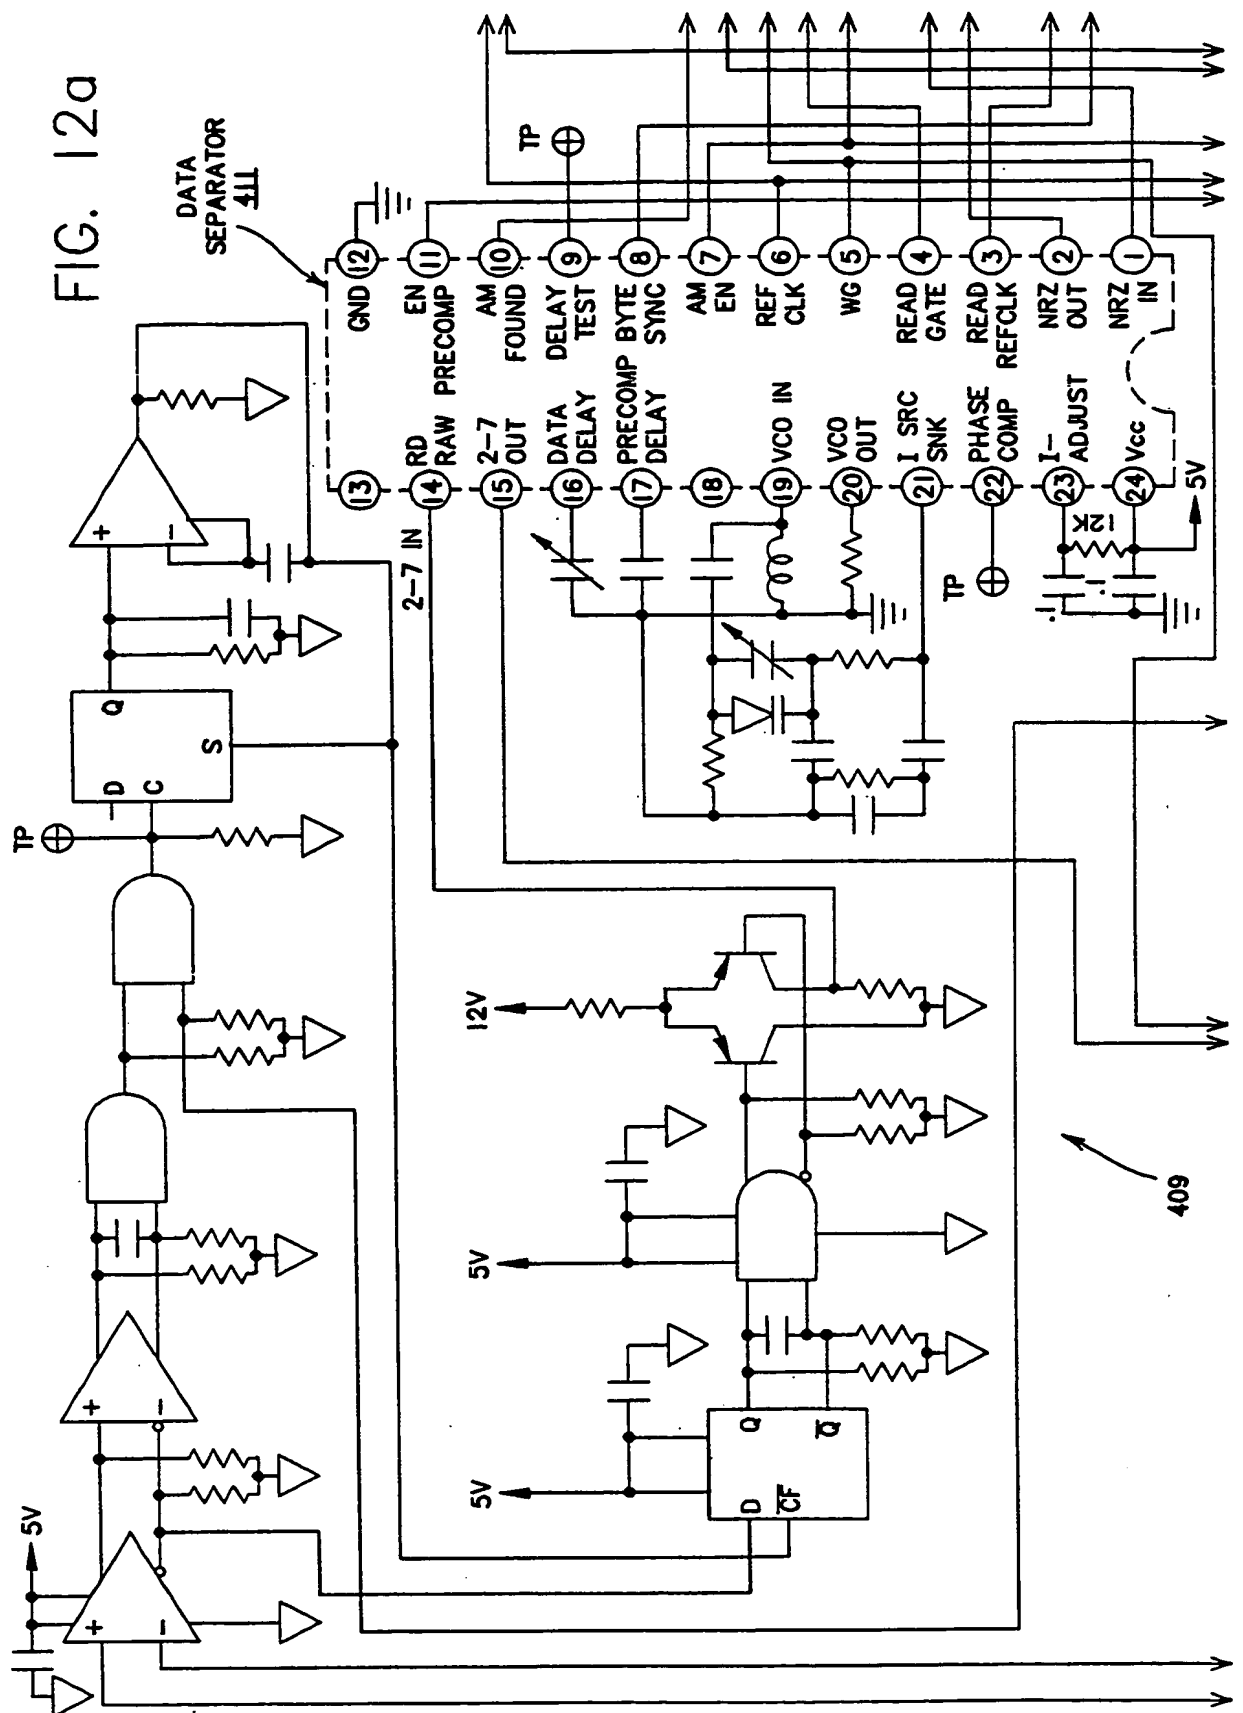 FIG. 12a
DATA
SEPARATOR
411
5V
+
−
+
−
TP
D
C
Q
S
+
−
2-7 IN
13
14
RD
RAW
15
2-7
OUT
16
DATA
DELAY
17
PRECOMP
DELAY
18
19
VCO IN
20
VCO
OUT
21
I SRC
SNK
22
PHASE
COMP
23
I-
ADJUST
24
Vcc
12
GND
11
EN
PRECOMP
10
AM
FOUND
9
DELAY
TEST
8
BYTE
SYNC
7
AM
EN
6
REF
CLK
5
WG
4
READ
GATE
3
READ
REFCLK
2
NRZ
OUT
1
NRZ
IN
TP
TP
12K
.1
.1
5V
5V
D
CF
Q
Q
5V
12V
409